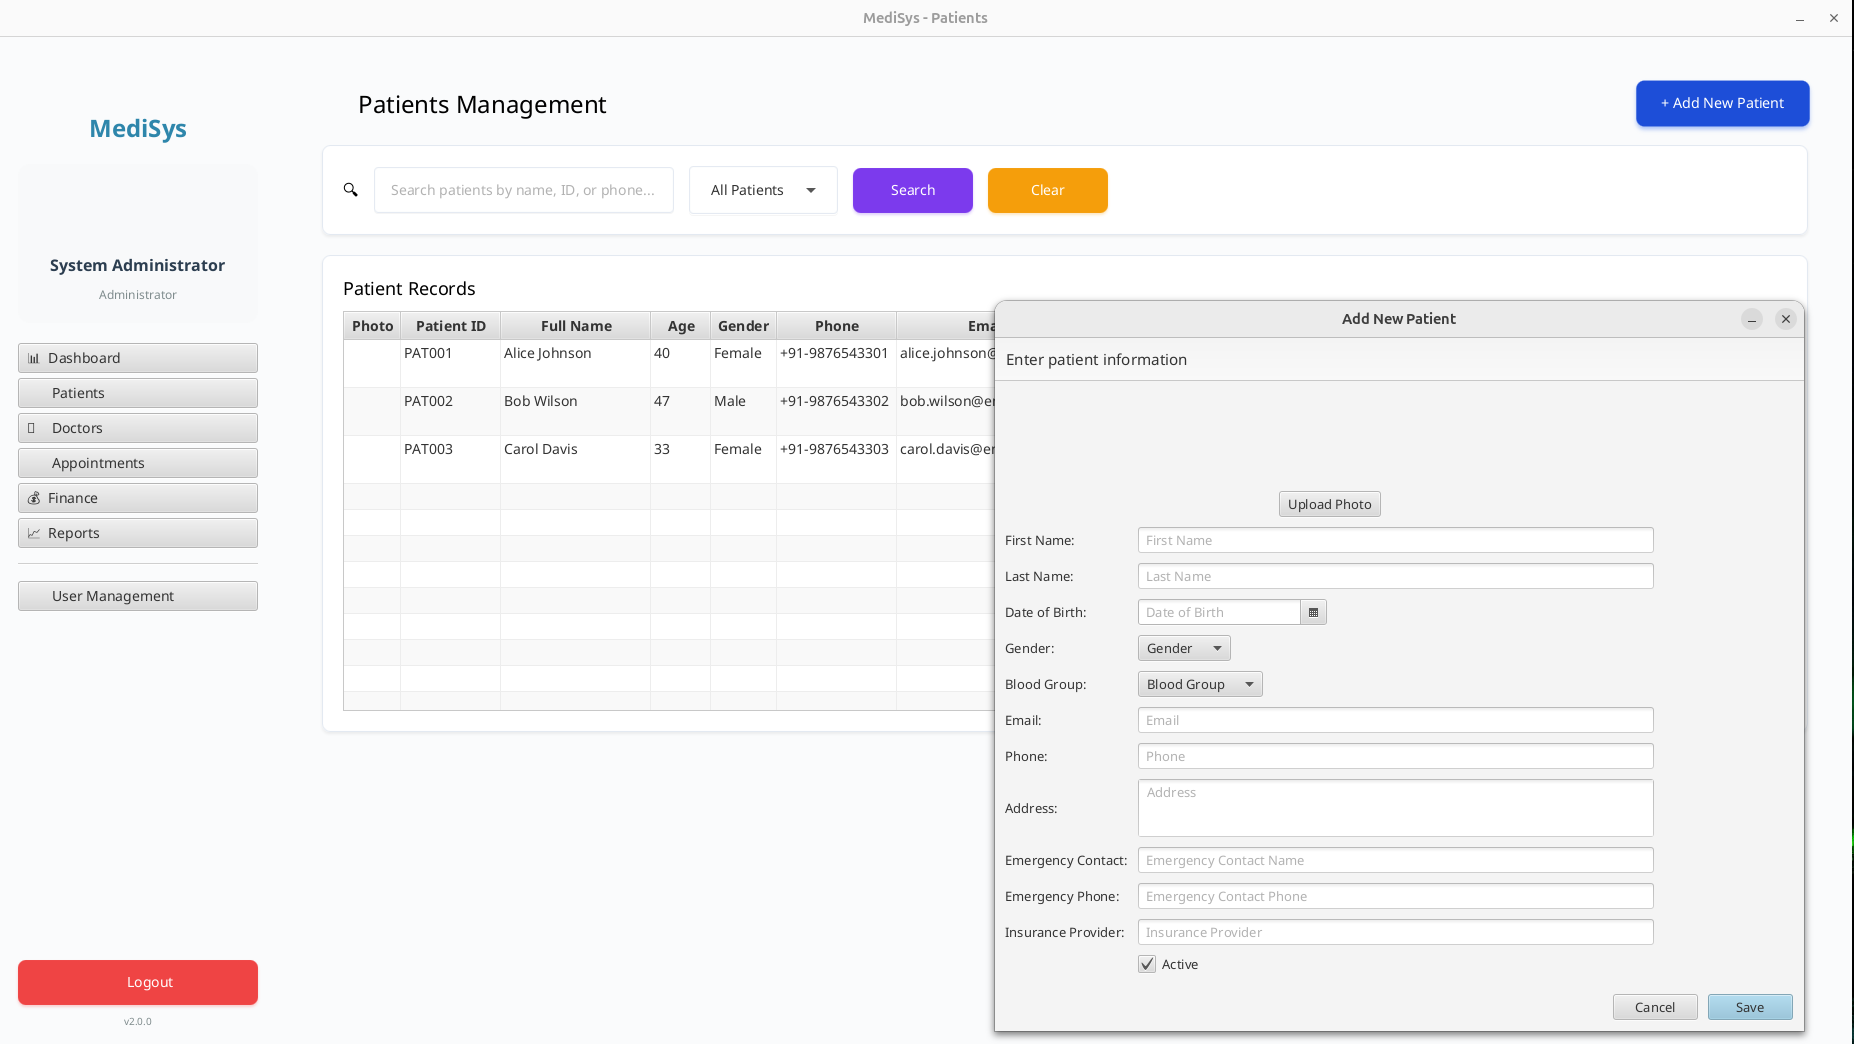 MediSys - Patients
MediSys
System Administrator
Administrator
Dashboard
Patients
Doctors
Appointments
Finance
Reports
User Management
Logout
v2.0.0
Patients Management
+ Add New Patient
Search patients by name, ID, or phone...
All Patients
Search
Clear
Patient Records
Photo Patient ID Full Name Age Gender Phone Ema
PAT001 Alice Johnson 40 Female +91-9876543301 alice.johnson@
PAT002 Bob Wilson 47 Male +91-9876543302 bob.wilson@e
PAT003 Carol Davis 33 Female +91-9876543303 carol.davis@e
Add New Patient
Enter patient information
Upload Photo
First Name: First Name
Last Name: Last Name
Date of Birth: Date of Birth
Gender: Gender
Blood Group: Blood Group
Email: Email
Phone: Phone
Address: Address
Emergency Contact: Emergency Contact Name
Emergency Phone: Emergency Contact Phone
Insurance Provider: Insurance Provider
Active
Cancel
Save